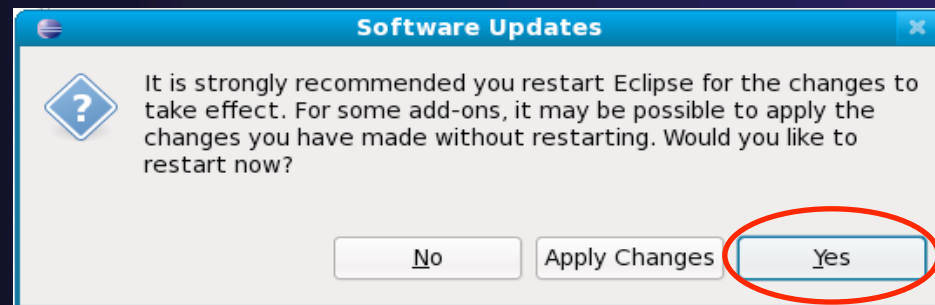 Software Updates
It is strongly recommended you restart Eclipse for the changes to
take effect. For some add-ons, it may be possible to apply the
changes you have made without restarting. Would you like to
restart now?
No
Apply Changes
Yes